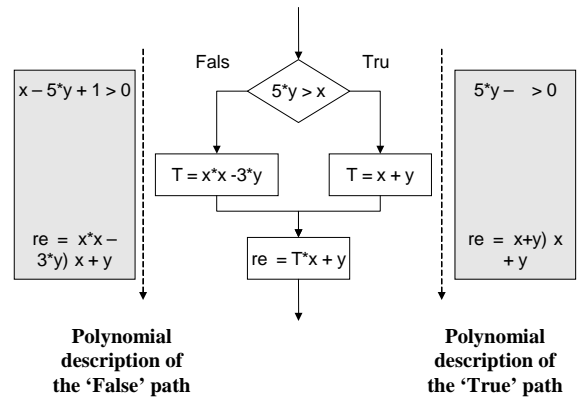 Fals
Tru
x – 5*y + 1 > 0
5*y > x
5*y – > 0
T = x*x -3*y
T = x + y
re = x*x –
3*y) x + y
re = T*x + y
re = x+y) x
+ y
Polynomial
description of
the ‘False’ path
Polynomial
description of
the ‘True’ path